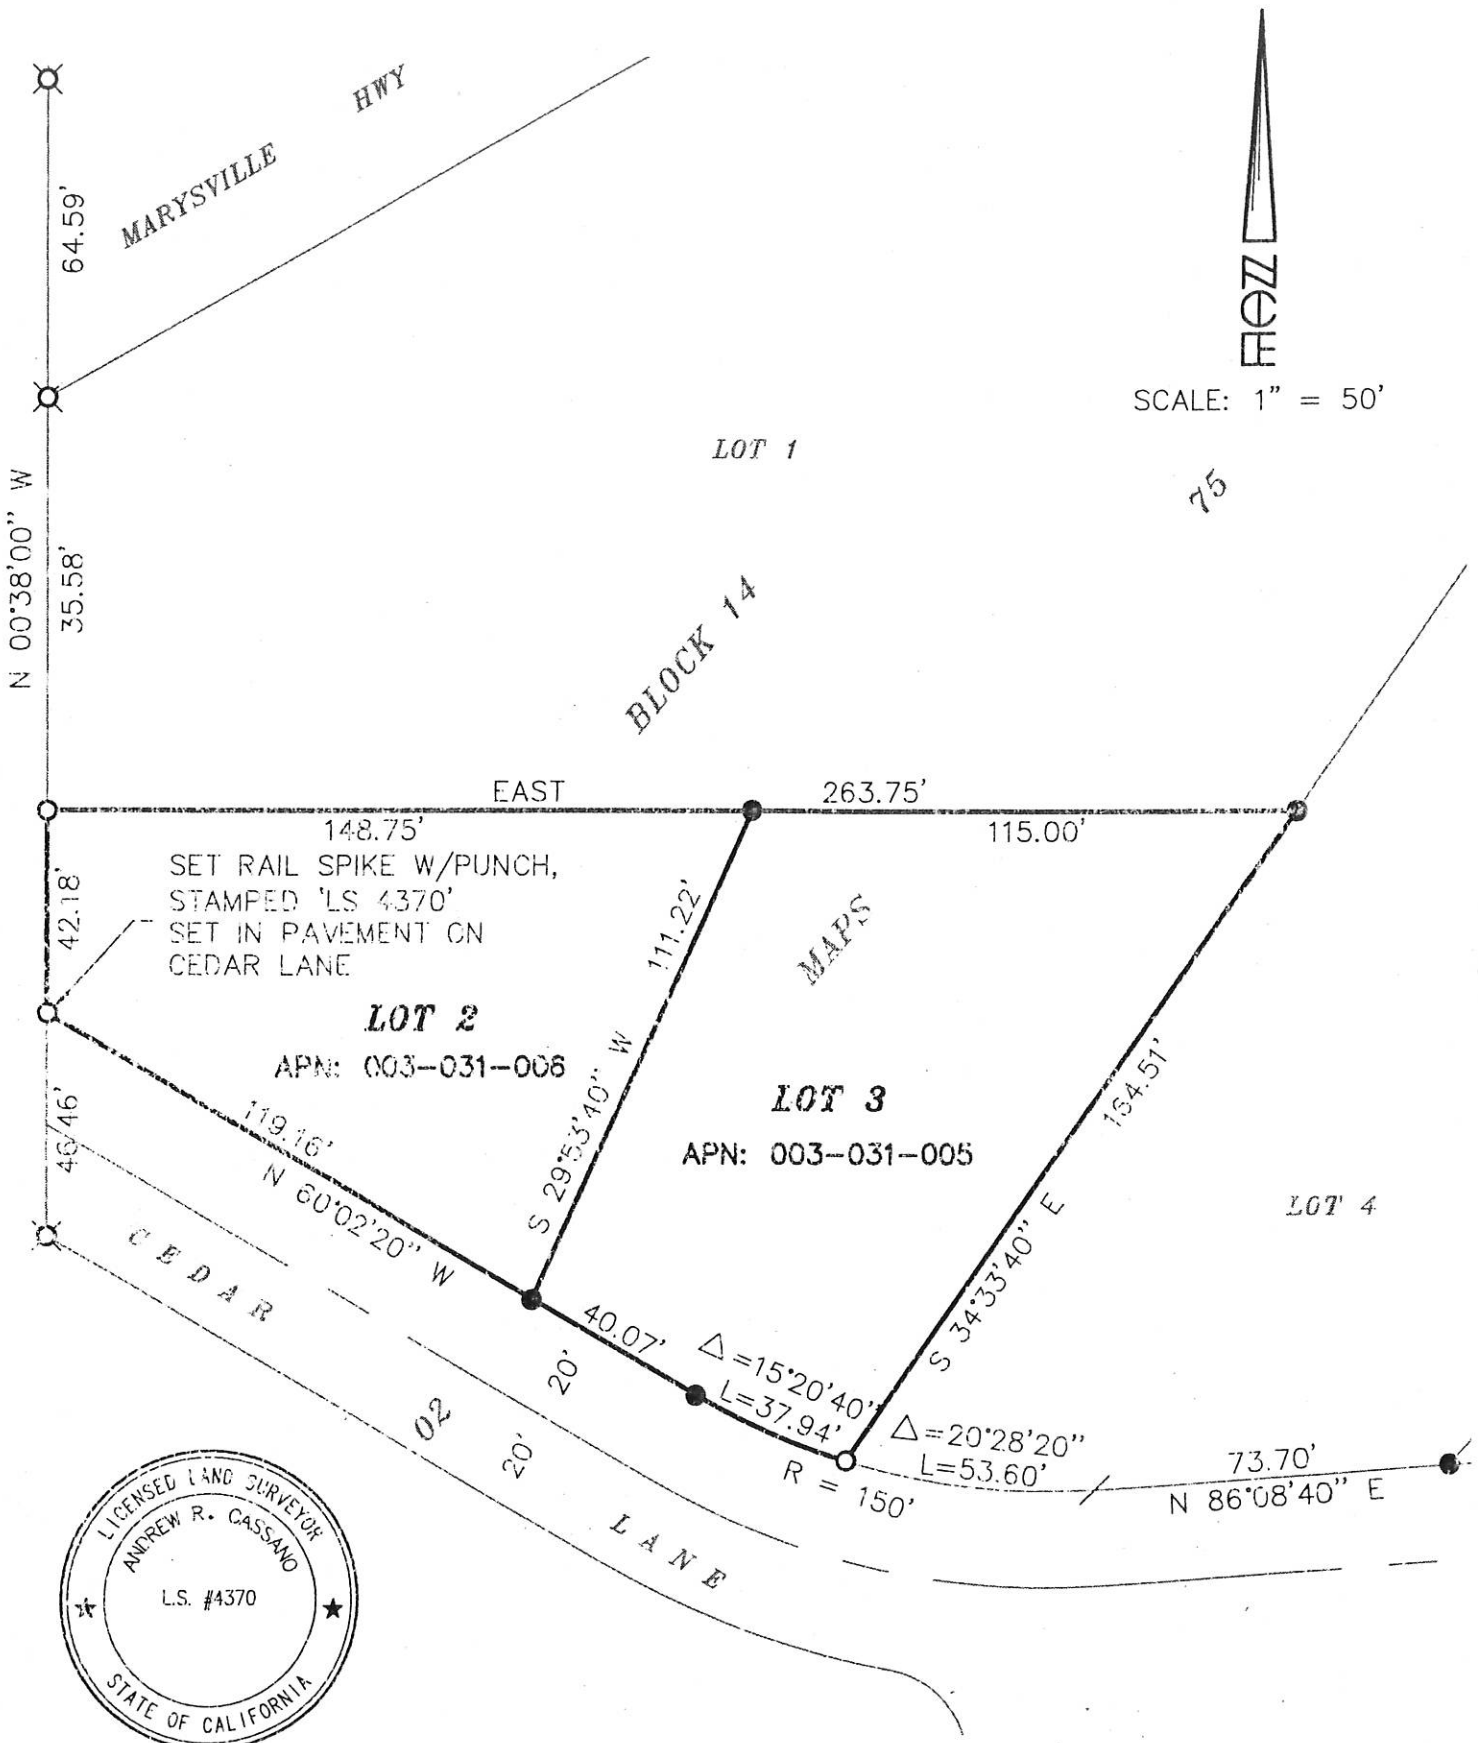 MARYSVILLE HWY
64.59'
SCALE: 1" = 50'
LOT 1
75
N 00°38'00" W
35.58'
BLOCK 14
EAST 263.75'
148.75'
115.00'
SET RAIL SPIKE W/PUNCH,
STAMPED 'LS 4370'
SET IN PAVEMENT ON
CEDAR LANE
42.18'
111.22'
MAPS
LOT 2
APN: 003-031-006
S 29°53'40" W
LOT 3
APN: 003-031-005
164.51'
S 34°33'40" E
LOT 4
46.46'
119.16'
N 60°02'20" W
CEDAR
40.07'
20'
20'
02
△=15°20'40"
L=37.94'
△=20°28'20"
L=53.60'
R = 150'
73.70'
N 86°08'40" E
LANE
LICENSED LAND SURVEYOR
ANDREW R. CASSANO
L.S. #4370
STATE OF CALIFORNIA